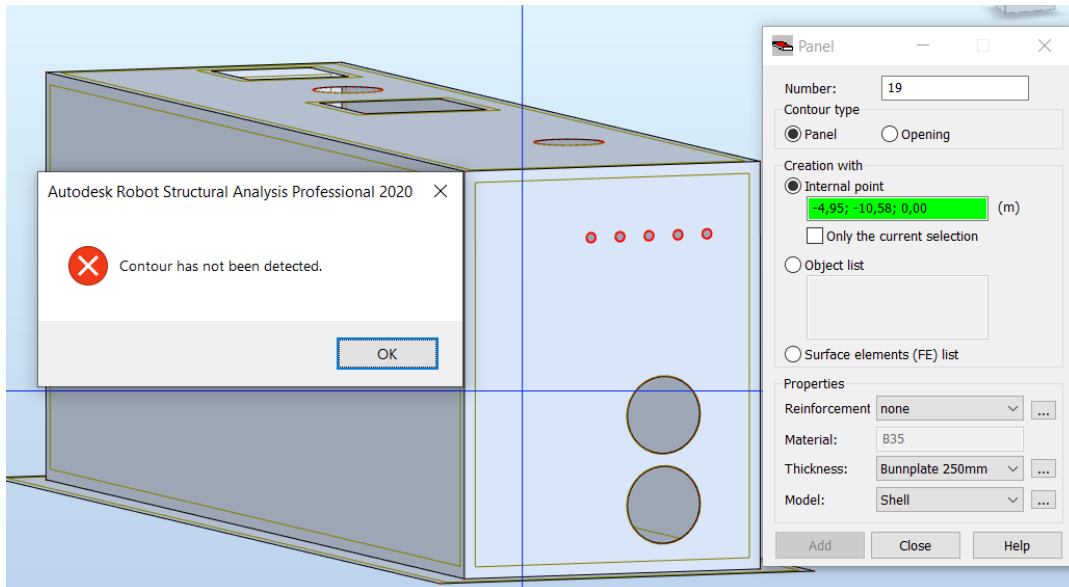 Panel
Number: 19
Contour type
Panel Opening
Creation with
Internal point
-4,95; -10,58; 0,00 (m)
Only the current selection
Object list
Surface elements (FE) list
Properties
Reinforcement none ...
Material: B35
Thickness: Bunnplate 250mm ...
Model: Shell ...
Add Close Help
Autodesk Robot Structural Analysis Professional 2020
Contour has not been detected.
OK